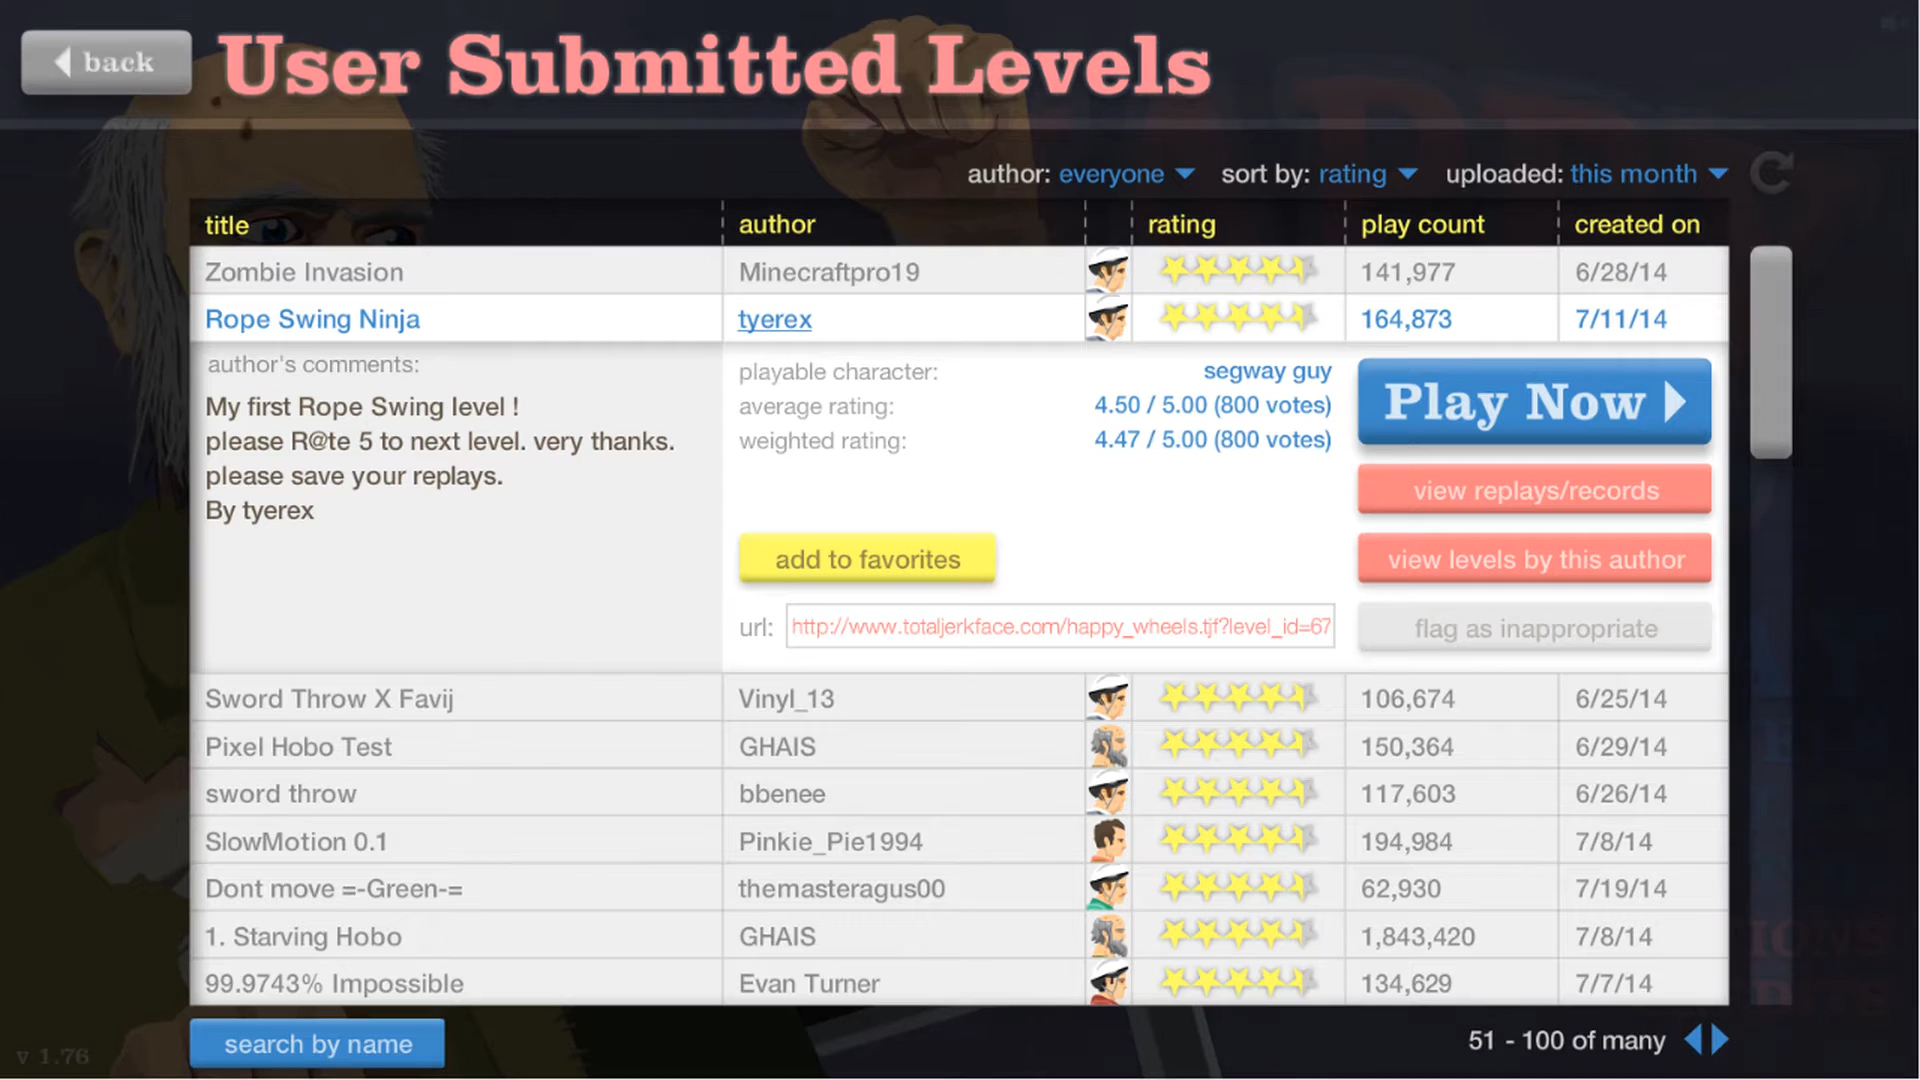 back
User Submitted Levels
author: everyone sort by: rating uploaded: this month
title author rating play count created on
Zombie Invasion Minecraftpro19 141,977 6/28/14
Rope Swing Ninja tyerex 164,873 7/11/14
author's comments:
My first Rope Swing level !
please R@te 5 to next level. very thanks.
please save your replays.
By tyerex
playable character: segway guy
average rating: 4.50 / 5.00 (800 votes)
weighted rating: 4.47 / 5.00 (800 votes)
add to favorites
url: http://www.totaljerkface.com/happy_wheels.tjf?level_id=67
Play Now
view replays/records
view levels by this author
flag as inappropriate
Sword Throw X Favij Vinyl_13 106,674 6/25/14
Pixel Hobo Test GHAIS 150,364 6/29/14
sword throw bbenee 117,603 6/26/14
SlowMotion 0.1 Pinkie_Pie1994 194,984 7/8/14
Dont move =-Green-= themasteragus00 62,930 7/19/14
1. Starving Hobo GHAIS 1,843,420 7/8/14
99.9743% Impossible Evan Turner 134,629 7/7/14
search by name
51 - 100 of many
v 1.76